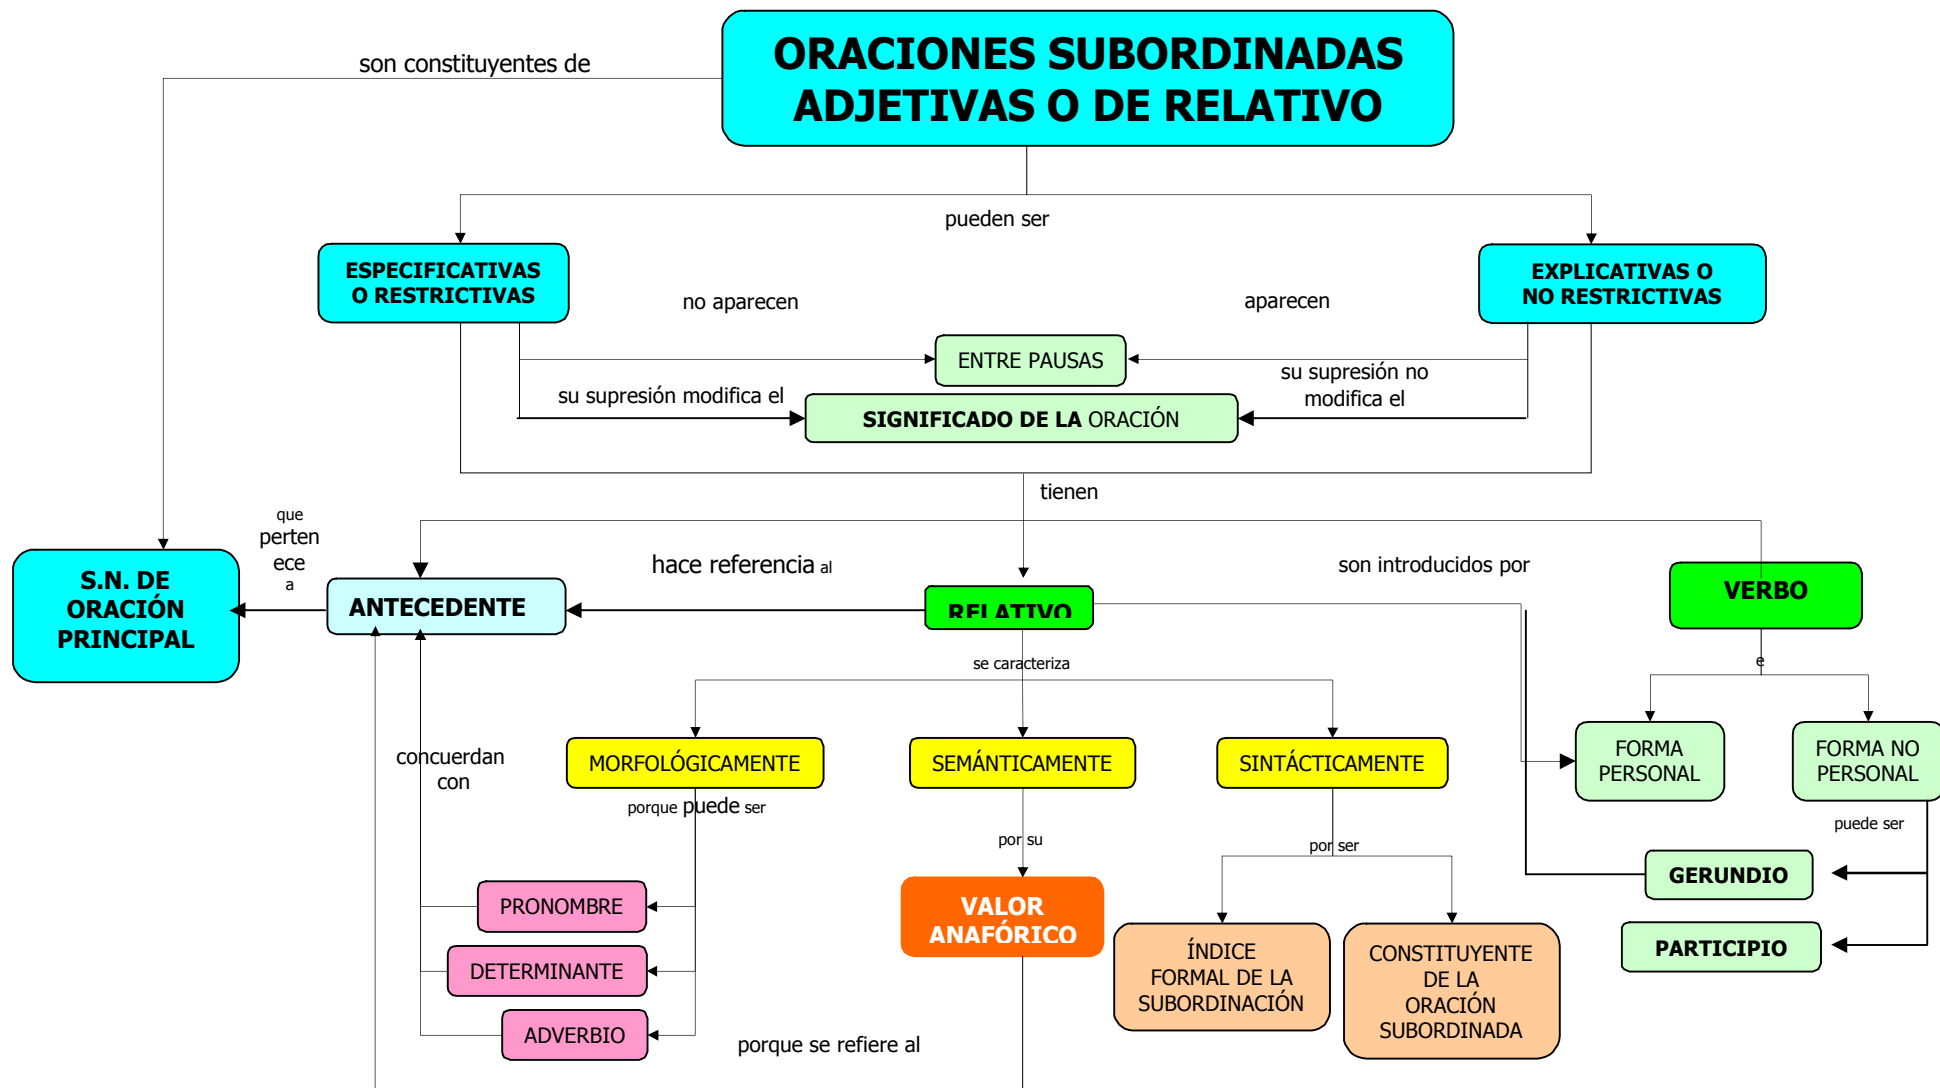 ORACIONES SUBORDINADAS
ADJETIVAS O DE RELATIVO
son constituyentes de
pueden ser
ESPECIFICATIVAS
O RESTRICTIVAS
EXPLICATIVAS O
NO RESTRICTIVAS
no aparecen
aparecen
ENTRE PAUSAS
su supresión modifica el
su supresión no
modifica el
SIGNIFICADO DE LA ORACIÓN
tienen
que
perten
ece
a
S.N. DE
ORACIÓN
PRINCIPAL
ANTECEDENTE
hace referencia al
RELATIVO
son introducidos por
VERBO
se caracteriza
e
concuerdan
con
MORFOLÓGICAMENTE
SEMÁNTICAMENTE
SINTÁCTICAMENTE
FORMA
PERSONAL
FORMA NO
PERSONAL
porque puede ser
por su
por ser
puede ser
PRONOMBRE
DETERMINANTE
ADVERBIO
VALOR
ANAFÓRICO
ÍNDICE
FORMAL DE LA
SUBORDINACIÓN
CONSTITUYENTE
DE LA
ORACIÓN
SUBORDINADA
GERUNDIO
PARTICIPIO
porque se refiere al